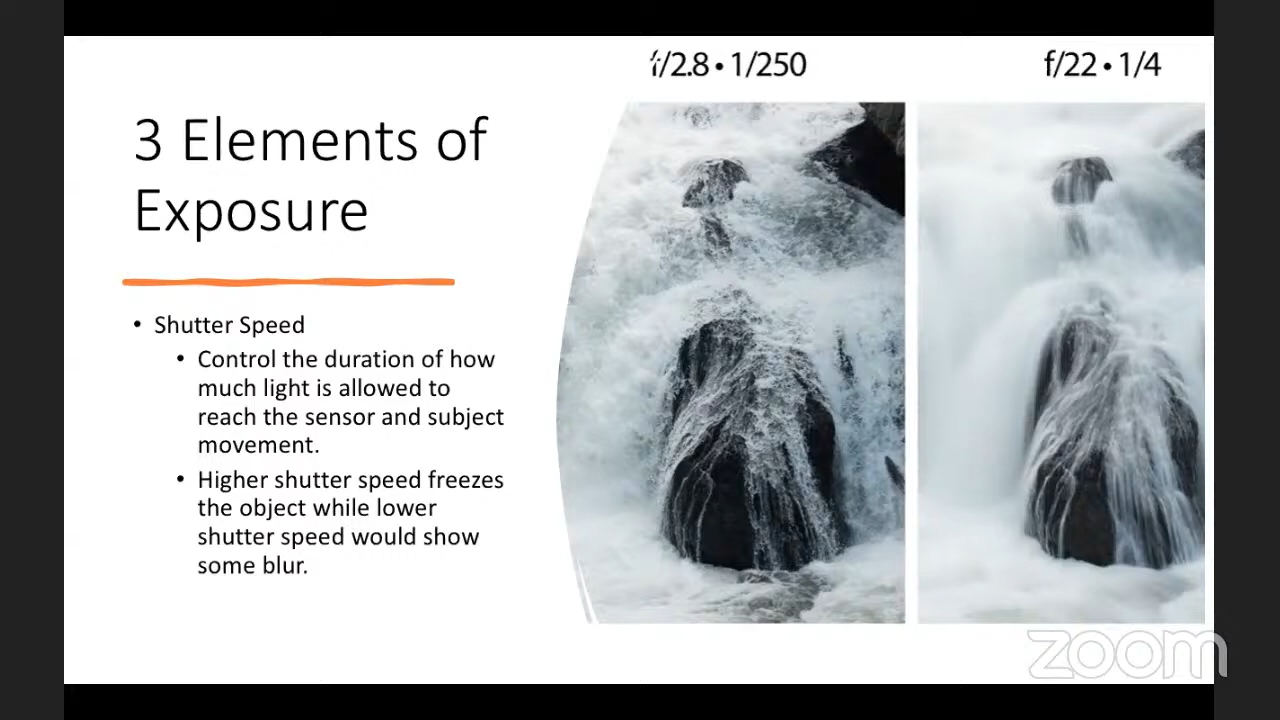 f/2.8 • 1/250
f/22 • 1/4
3 Elements of
Exposure
• Shutter Speed
• Control the duration of how
much light is allowed to
reach the sensor and subject
movement.
• Higher shutter speed freezes
the object while lower
shutter speed would show
some blur.
zoom